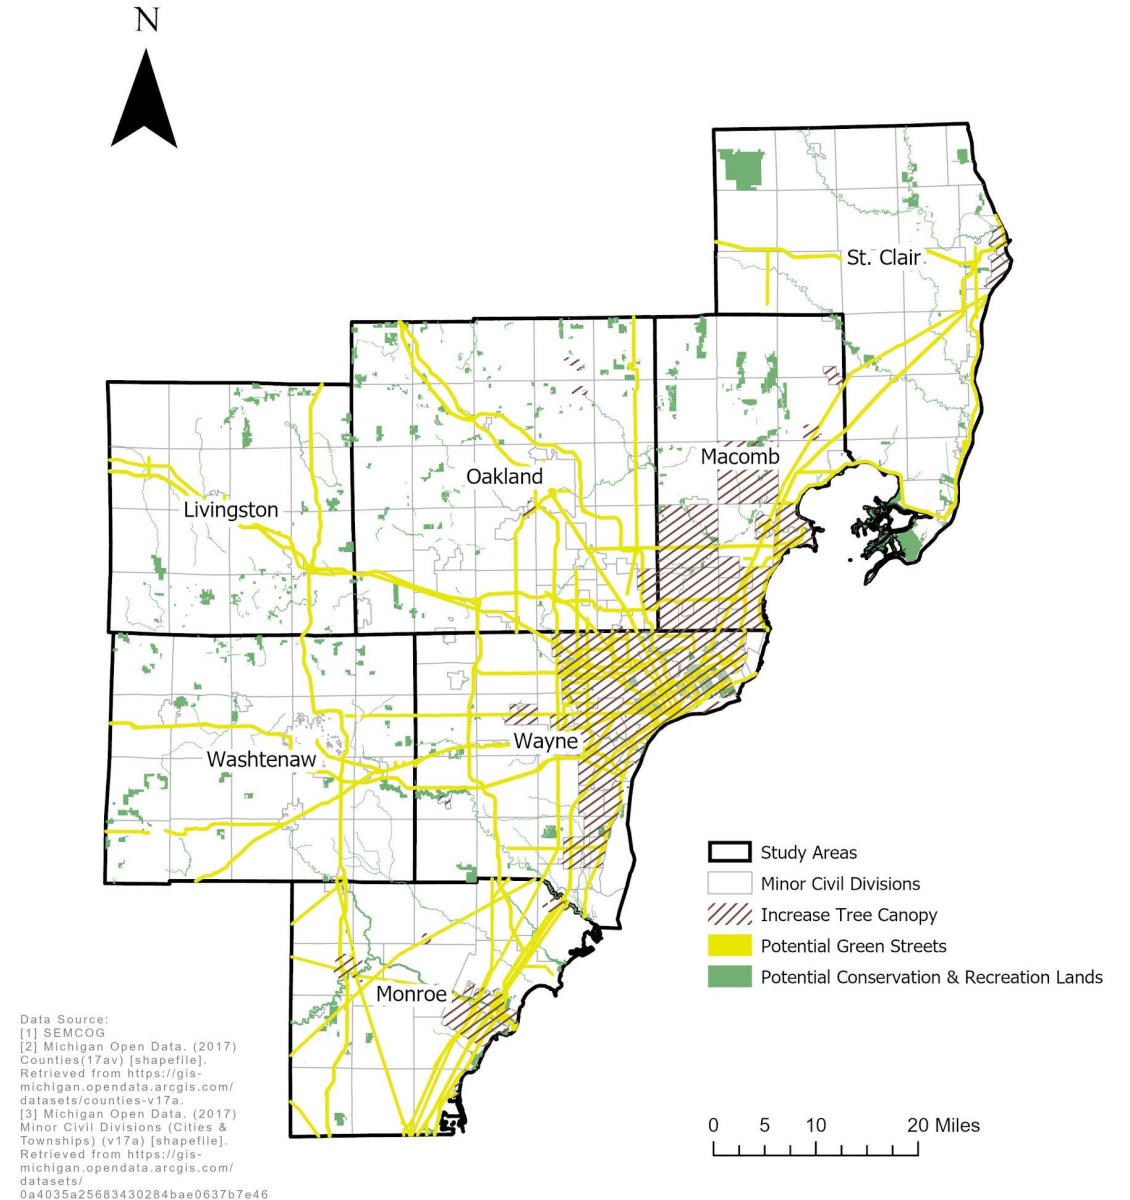 N
St. Clair
Macomb
Oakland
Livingston
Wayne
Washtenaw
Monroe
Study Areas
Minor Civil Divisions
Increase Tree Canopy
Potential Green Streets
Potential Conservation & Recreation Lands
Data Source:
[1] SEMCOG
[2] Michigan Open Data. (2017)
Counties(17av) [shapefile].
Retrieved from https://gis-
michigan.opendata.arcgis.com/
datasets/counties-v17a.
[3] Michigan Open Data. (2017)
Minor Civil Divisions (Cities &
Townships) (v17a) [shapefile].
Retrieved from https://gis-
michigan.opendata.arcgis.com/
datasets/
0a4035a25683430284bae0637b7e46
0 5 10 20 Miles